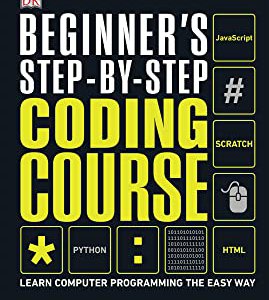 DK
BEGINNER'S
STEP-BY-STEP
CODING
COURSE
JavaScript
#
SCRATCH
*
PYTHON
:
HTML
LEARN COMPUTER PROGRAMMING THE EASY WAY